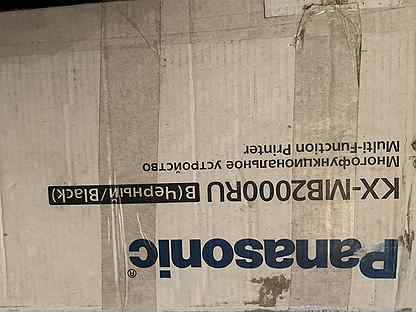 Panasonic®
KX-MB2000RU B(Черный/Black)
Многофункциональное устройство
Multi-Function Printer